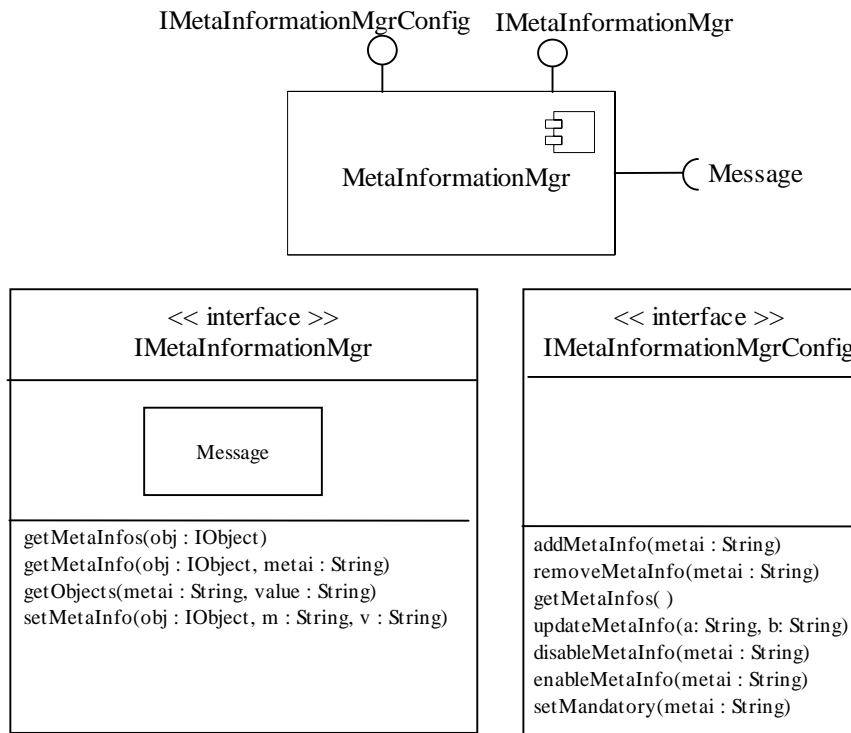 IMetaInformationMgrConfig
IMetaInformationMgr
MetaInformationMgr
Message
<< interface >>
IMetaInformationMgr
Message
getMetaInfos(obj : IObject)
getMetaInfo(obj : IObject, metai : String)
getObjects(metai : String, value : String)
setMetaInfo(obj : IObject, m : String, v : String)
<< interface >>
IMetaInformationMgrConfig
addMetaInfo(metai : String)
removeMetaInfo(metai : String)
getMetaInfos( )
updateMetaInfo(a: String, b: String)
disableMetaInfo(metai : String)
enableMetaInfo(metai : String)
setMandatory(metai : String)